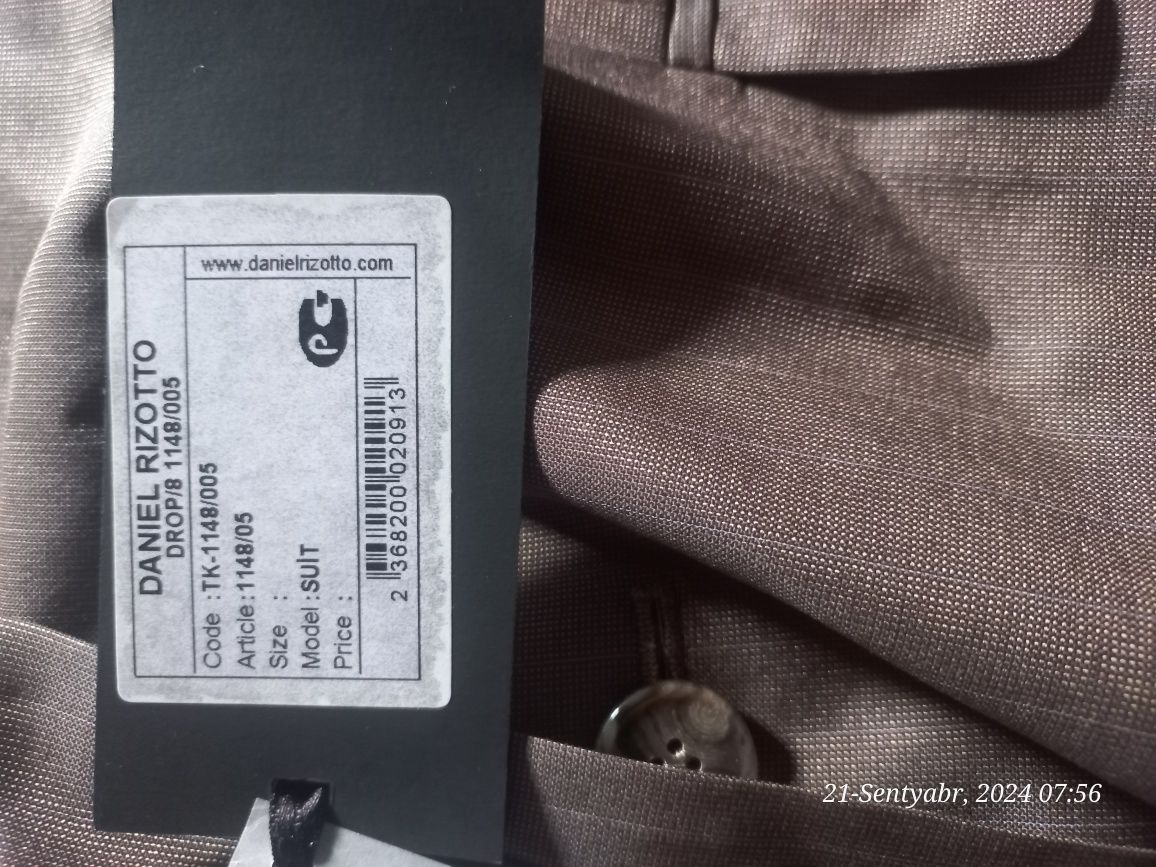 DANIEL RIZOTTO
DROP/8 1148/005
www.danielrizotto.com
Code : TK-1148/005
Article : 1148/05
Size :
Model : SUIT
Price :
2 368200 020913
21-Sentyabr, 2024 07:56